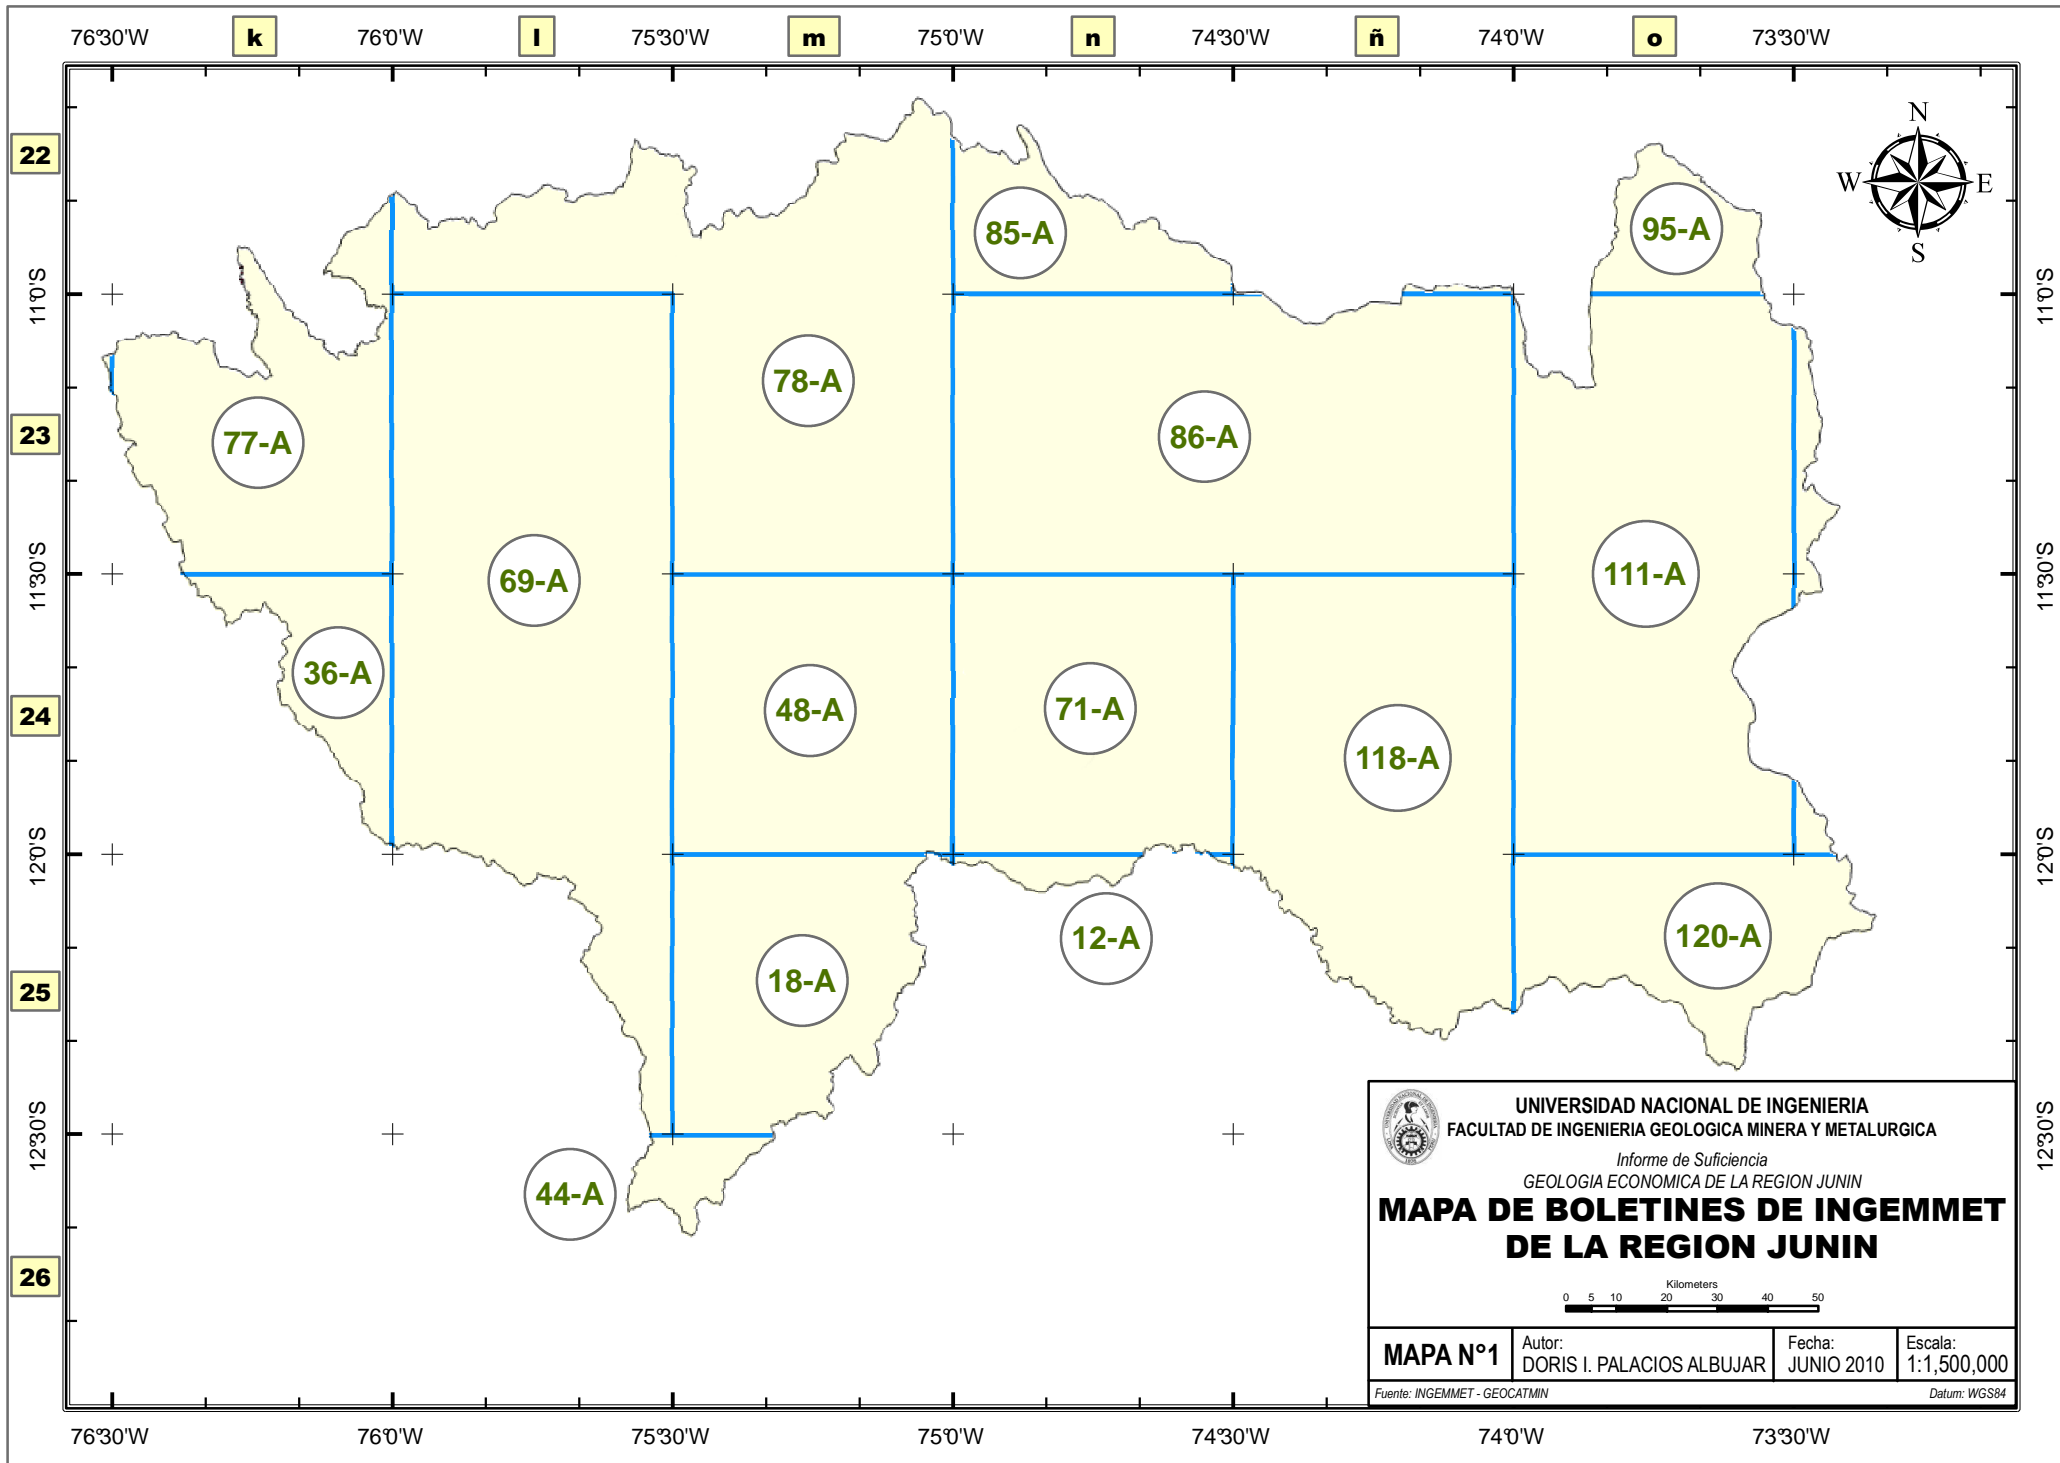 76°30'W k 76°0'W l 75°30'W m 75°0'W n 74°30'W ñ 74°0'W o 73°30'W
N
W E
S
22
85-A
95-A
11°0'S
11°0'S
78-A
23
77-A
86-A
11°30'S
69-A
111-A
11°30'S
36-A
24
48-A
71-A
118-A
12°0'S
12°0'S
12-A
120-A
25
18-A
12°30'S
12°30'S
44-A
26
UNIVERSIDAD NACIONAL DE INGENIERIA
FACULTAD DE INGENIERIA GEOLOGICA MINERA Y METALURGICA
Informe de Suficiencia
GEOLOGIA ECONOMICA DE LA REGION JUNIN
MAPA DE BOLETINES DE INGEMMET
DE LA REGION JUNIN
Kilometers
0 5 10 20 30 40 50
MAPA N°1
Autor:
DORIS I. PALACIOS ALBUJAR
Fecha:
JUNIO 2010
Escala:
1:1,500,000
Fuente: INGEMMET - GEOCATMIN
Datum: WGS84
76°30'W 76°0'W 75°30'W 75°0'W 74°30'W 74°0'W 73°30'W